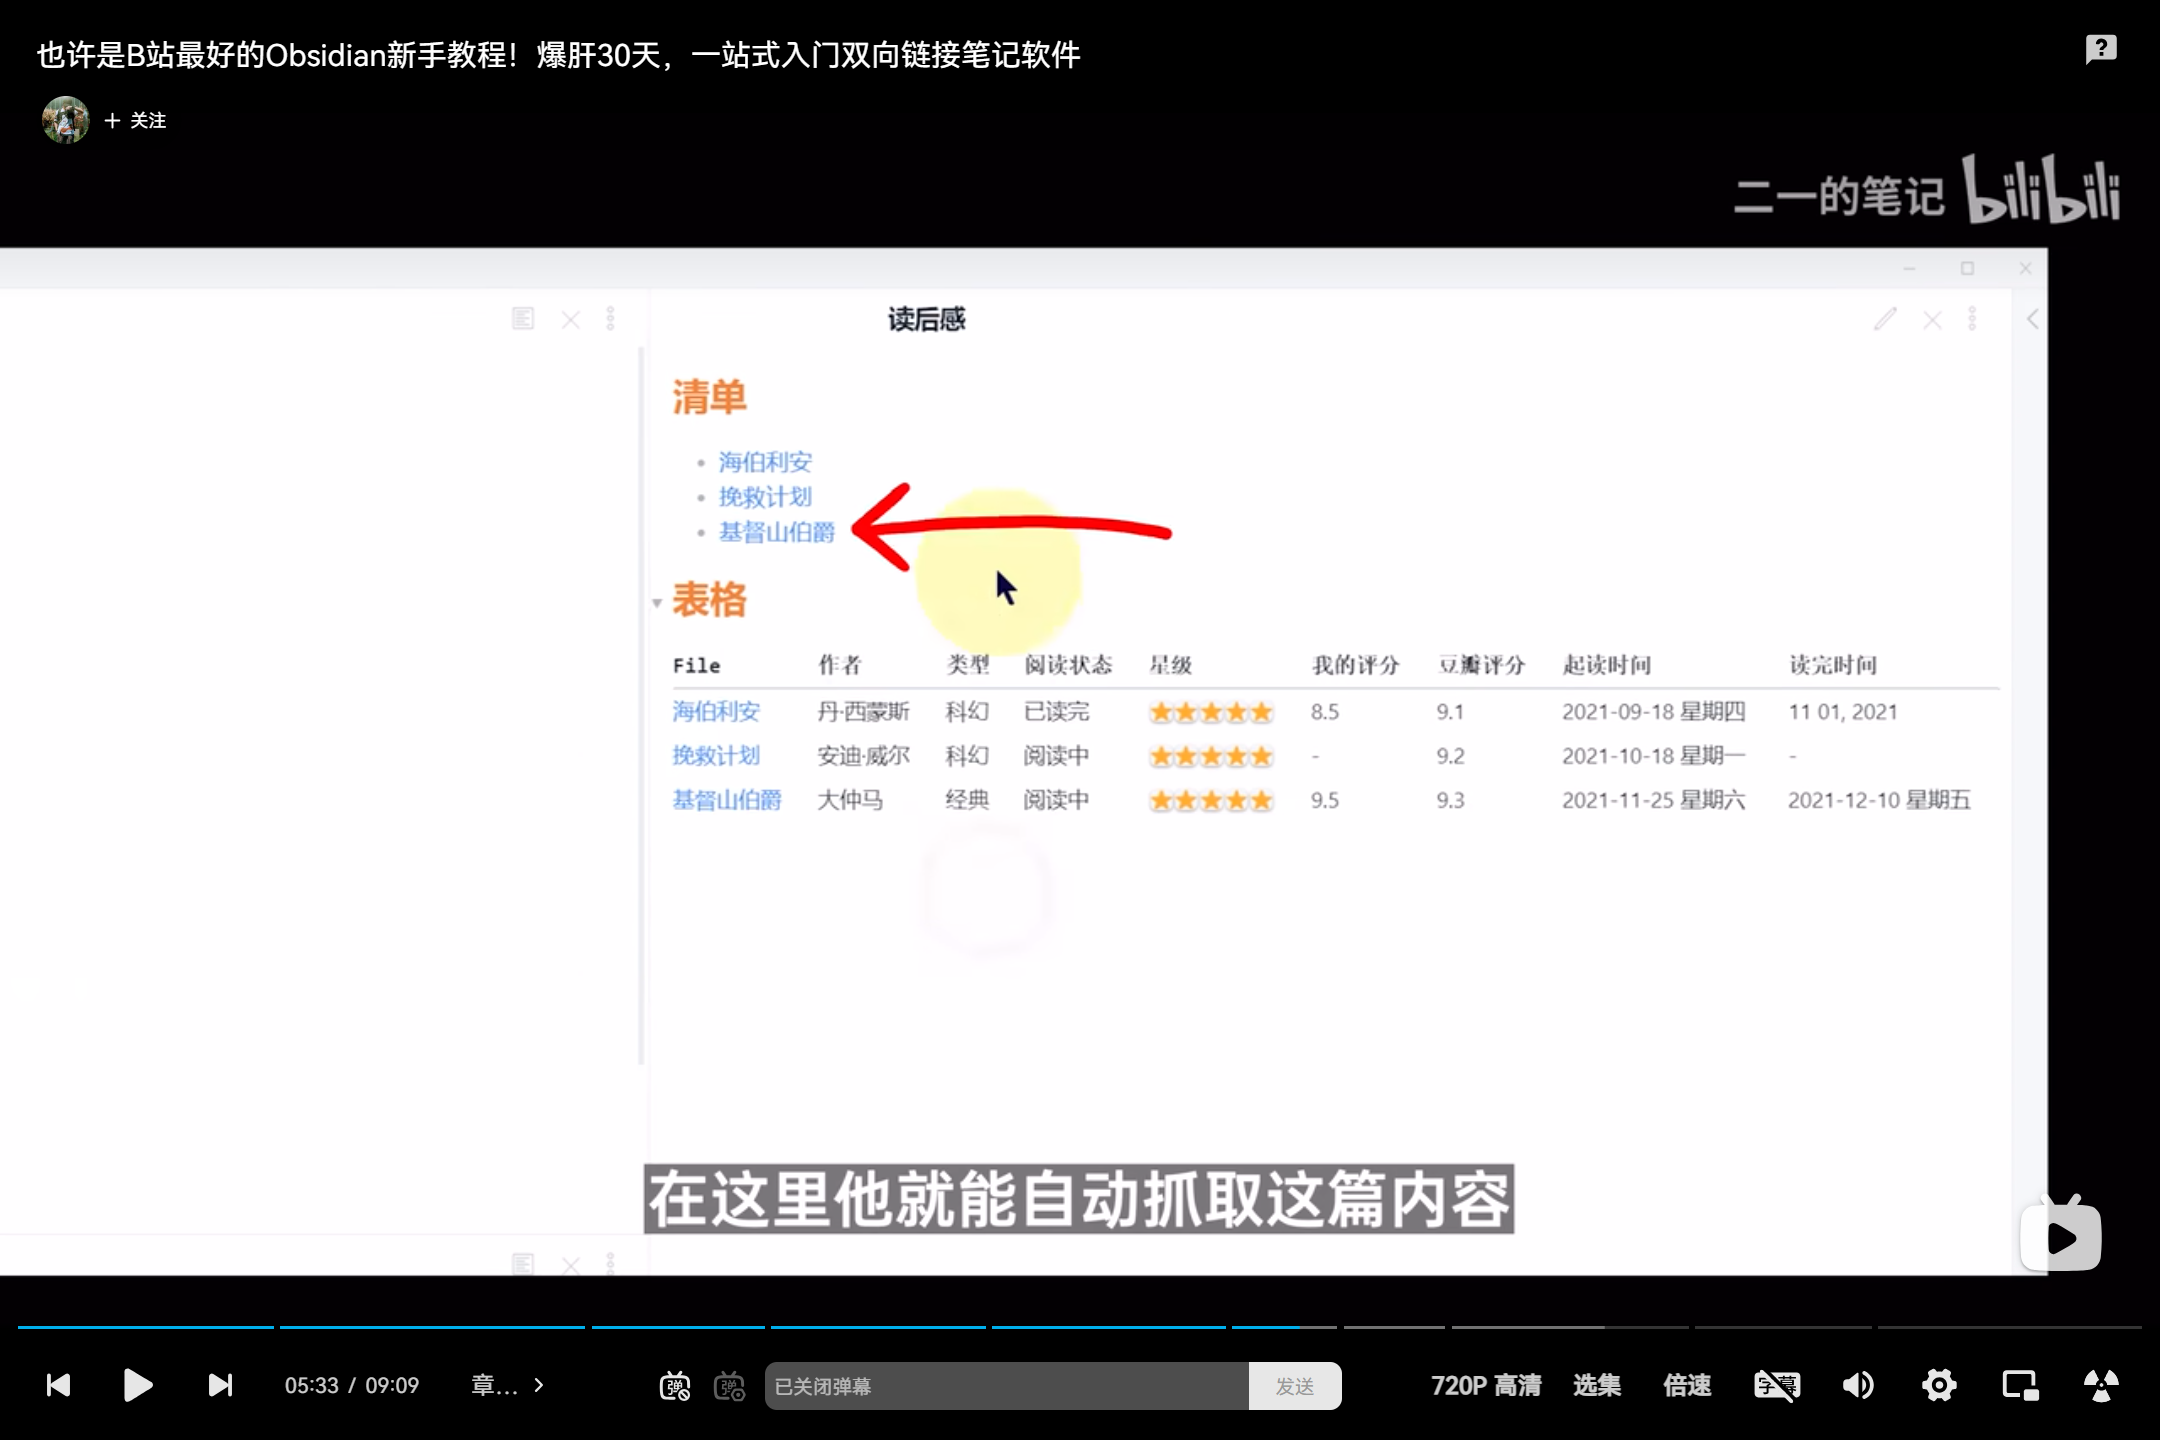 也许是B站最好的Obsidian新手教程！爆肝30天，一站式入门双向链接笔记软件
+ 关注
二一的笔记 bilibili
读后感
清单
• 海伯利安
• 挽救计划
• 基督山伯爵
表格
File 作者 类型 阅读状态 星级 我的评分 豆瓣评分 起读时间 读完时间
海伯利安 丹·西蒙斯 科幻 已读完 ⭐⭐⭐⭐⭐ 8.5 9.1 2021-09-18 星期四 11 01, 2021
挽救计划 安迪·威尔 科幻 阅读中 ⭐⭐⭐⭐⭐ - 9.2 2021-10-18 星期一 -
基督山伯爵 大仲马 经典 阅读中 ⭐⭐⭐⭐⭐ 9.5 9.3 2021-11-25 星期六 2021-12-10 星期五
在这里他就能自动抓取这篇内容
05:33 / 09:09 章... 弹 弹 已关闭弹幕 发送 720P 高清 选集 倍速 字幕